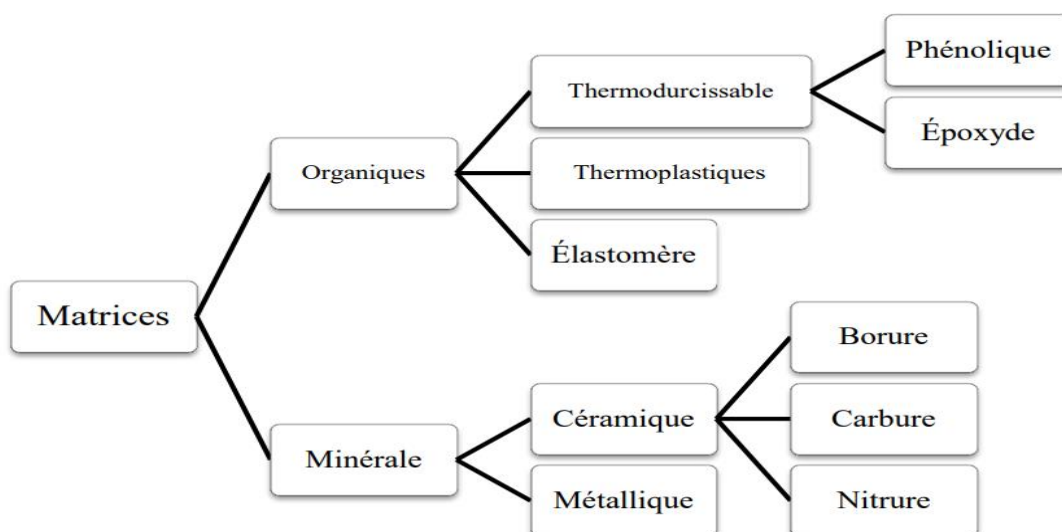 Matrices
Organiques
Thermodurcissable
Phénolique
Époxyde
Thermoplastiques
Élastomère
Minérale
Céramique
Borure
Carbure
Nitrure
Métallique